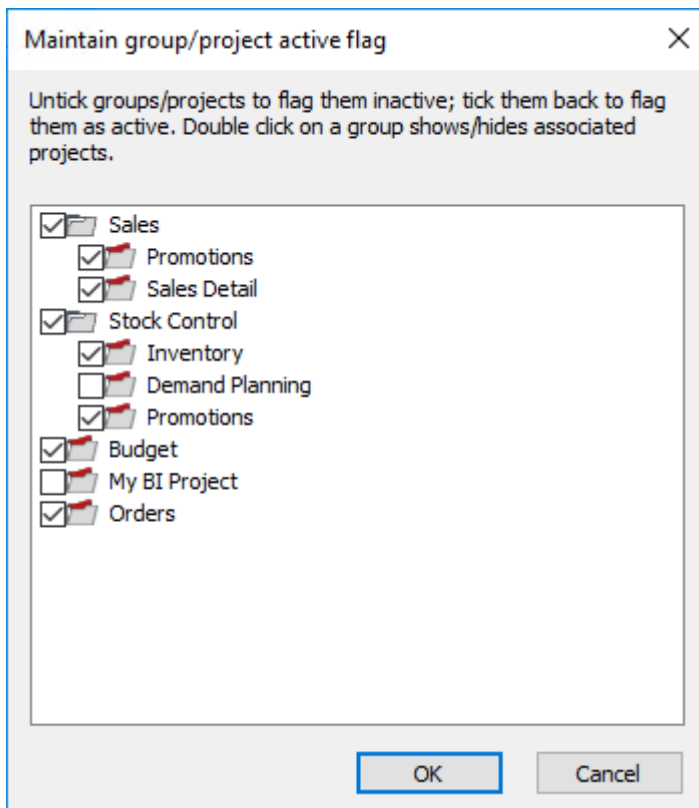 Maintain group/project active flag
Untick groups/projects to flag them inactive; tick them back to flag
them as active. Double click on a group shows/hides associated
projects.
Sales
Promotions
Sales Detail
Stock Control
Inventory
Demand Planning
Promotions
Budget
My BI Project
Orders
OK
Cancel